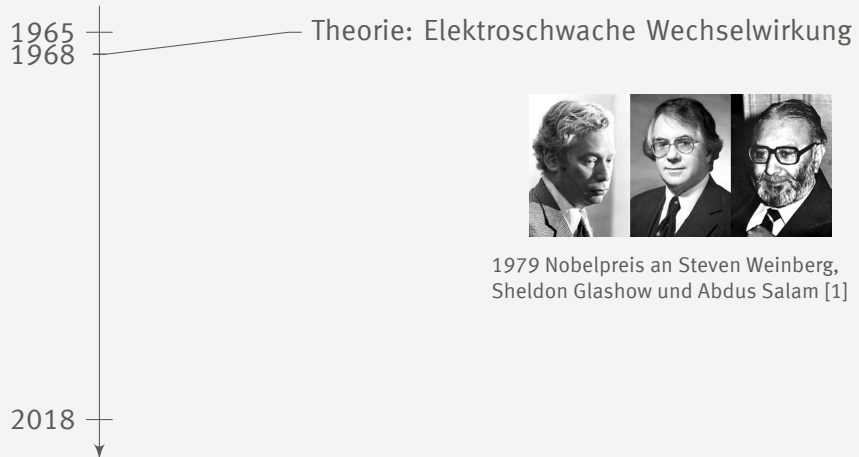 1965
1968
Theorie: Elektroschwache Wechselwirkung
1979 Nobelpreis an Steven Weinberg,
Sheldon Glashow und Abdus Salam [1]
2018